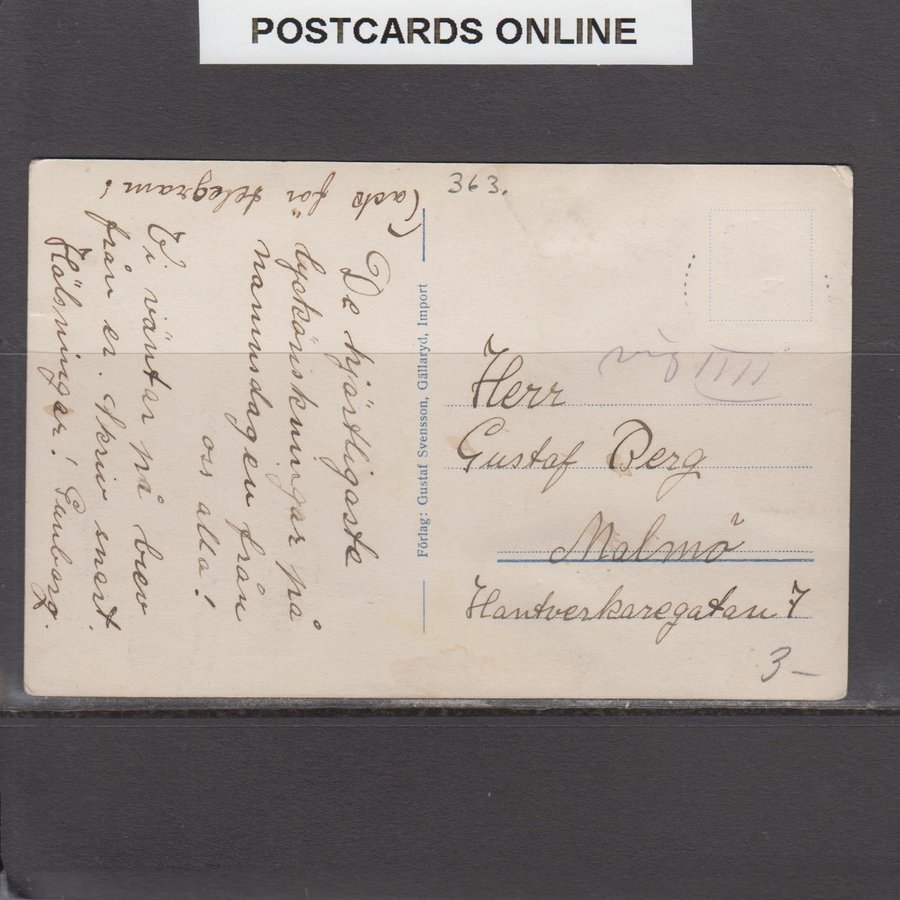 POSTCARDS ONLINE
363.
Tack för telegram!
De hjärtligaste
lyckönskningar på
namnsdagen från
oss alla!
Vi väntar på brev
från er. Skriv snart
Hälsningar!
Förlag: Gustaf Svensson, Gällaryd, Import
Herr
Gustaf Berg
Malmö
Hantverkaregatan 7
3-